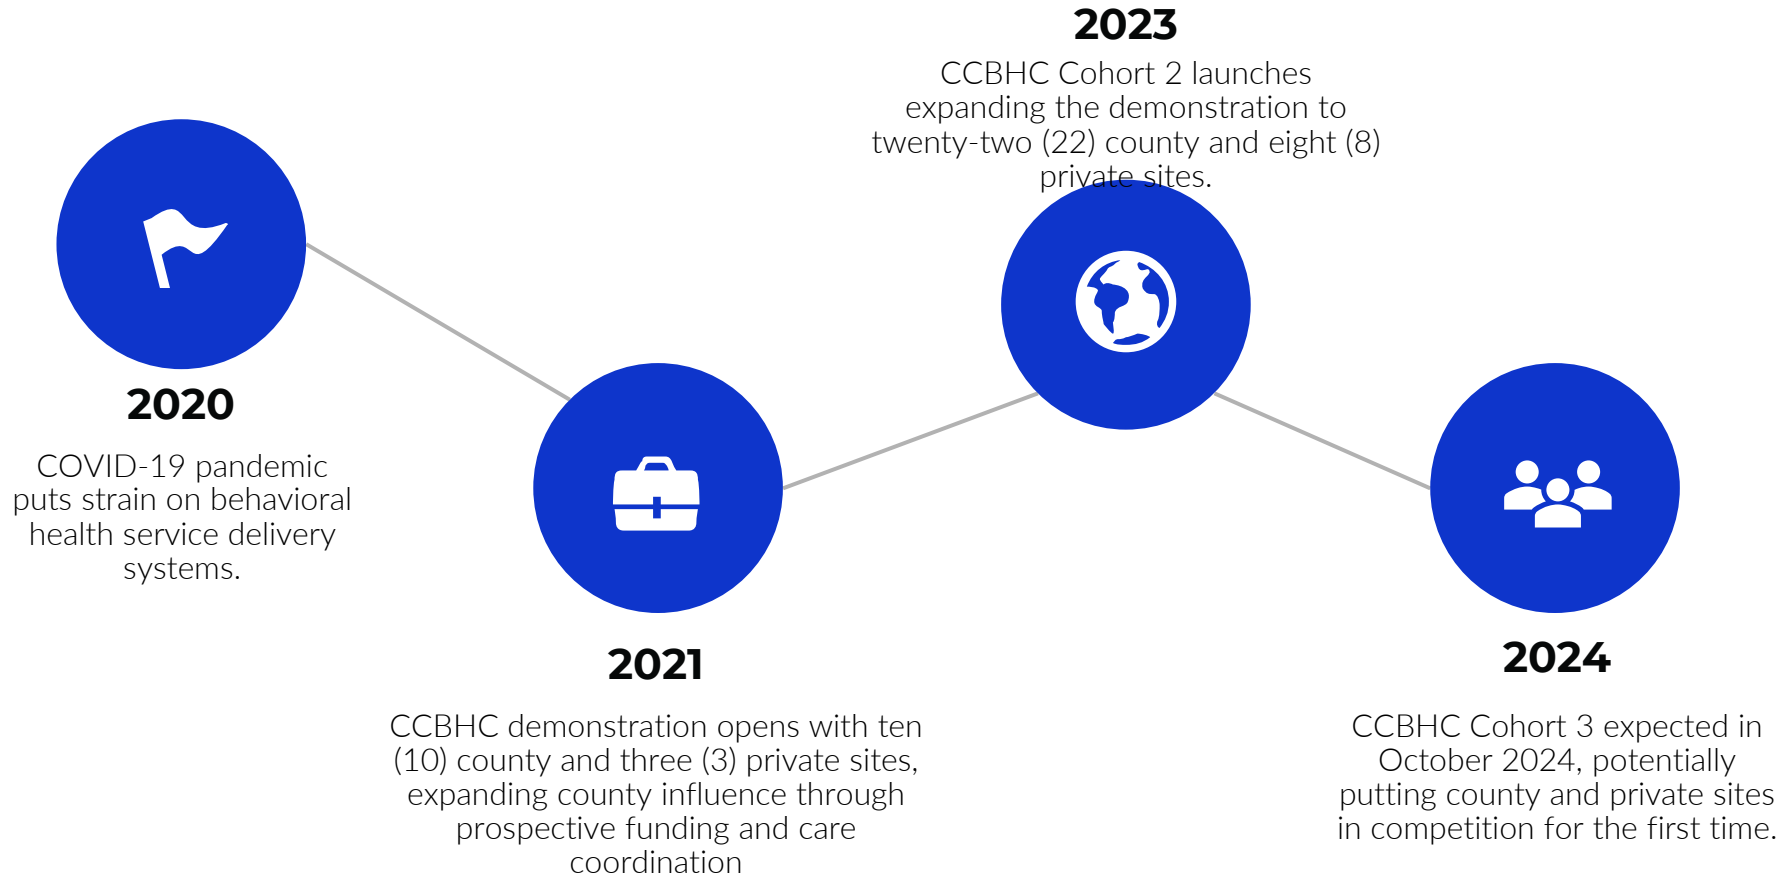 2020
COVID-19 pandemic
puts strain on behavioral
health service delivery
systems.
2021
CCBHC demonstration opens with ten
(10) county and three (3) private sites,
expanding county influence through
prospective funding and care
coordination
2023
CCBHC Cohort 2 launches
expanding the demonstration to
twenty-two (22) county and eight (8)
private sites.
2024
CCBHC Cohort 3 expected in
October 2024, potentially
putting county and private sites
in competition for the first time.